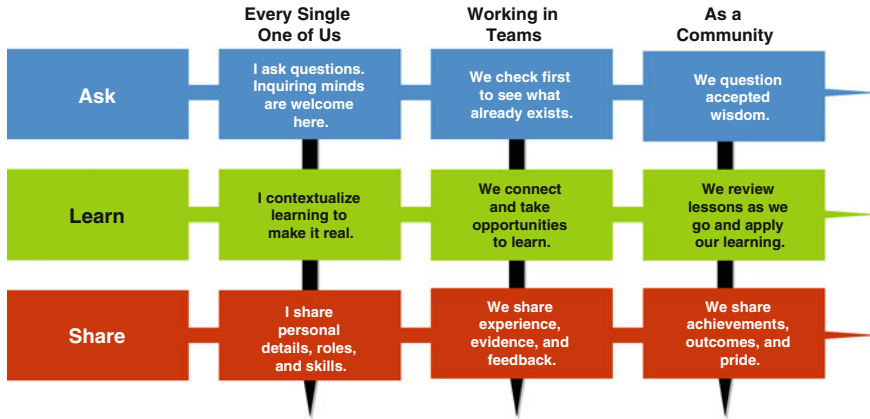 Every Single
One of Us
Working in
Teams
As a
Community
Ask
I ask questions.
Inquiring minds
are welcome
here.
We check first
to see what
already exists.
We question
accepted
wisdom.
Learn
I contextualize
learning to
make it real.
We connect
and take
opportunities
to learn.
We review
lessons as we
go and apply
our learning.
Share
I share
personal
details, roles,
and skills.
We share
experience,
evidence, and
feedback.
We share
achievements,
outcomes, and
pride.